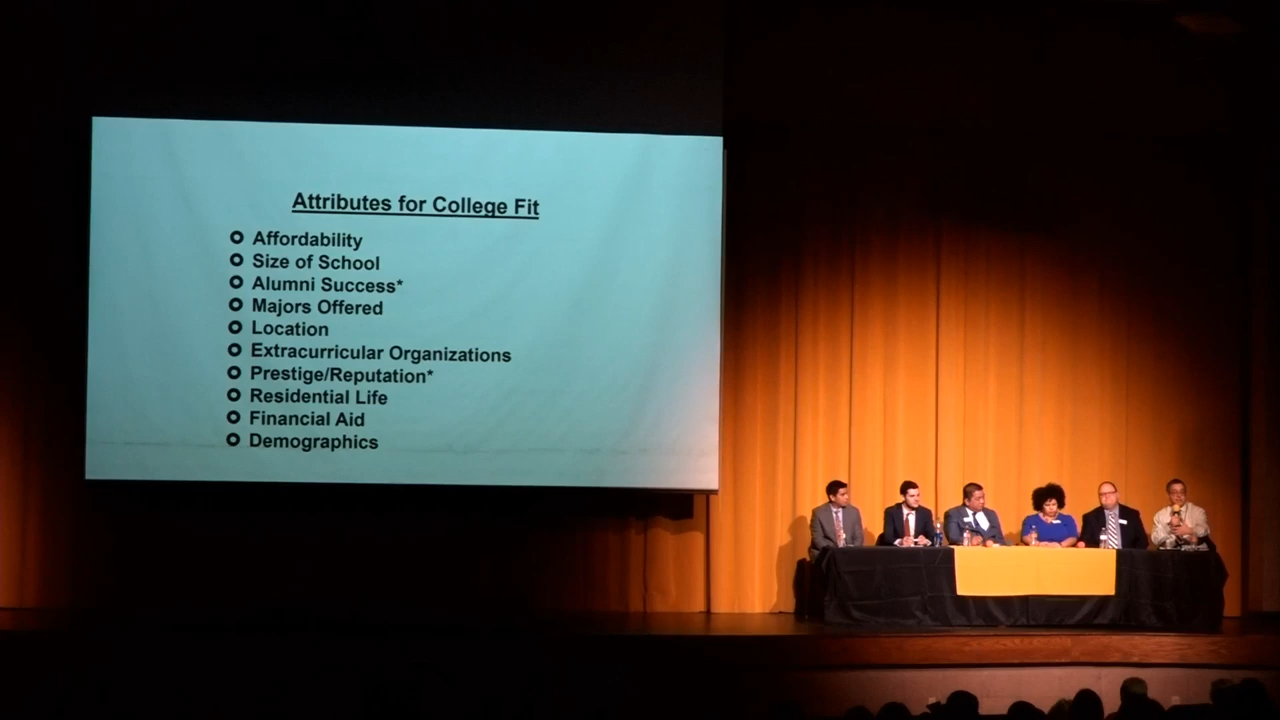 Attributes for College Fit
Affordability
Size of School
Alumni Success*
Majors Offered
Location
Extracurricular Organizations
Prestige/Reputation*
Residential Life
Financial Aid
Demographics